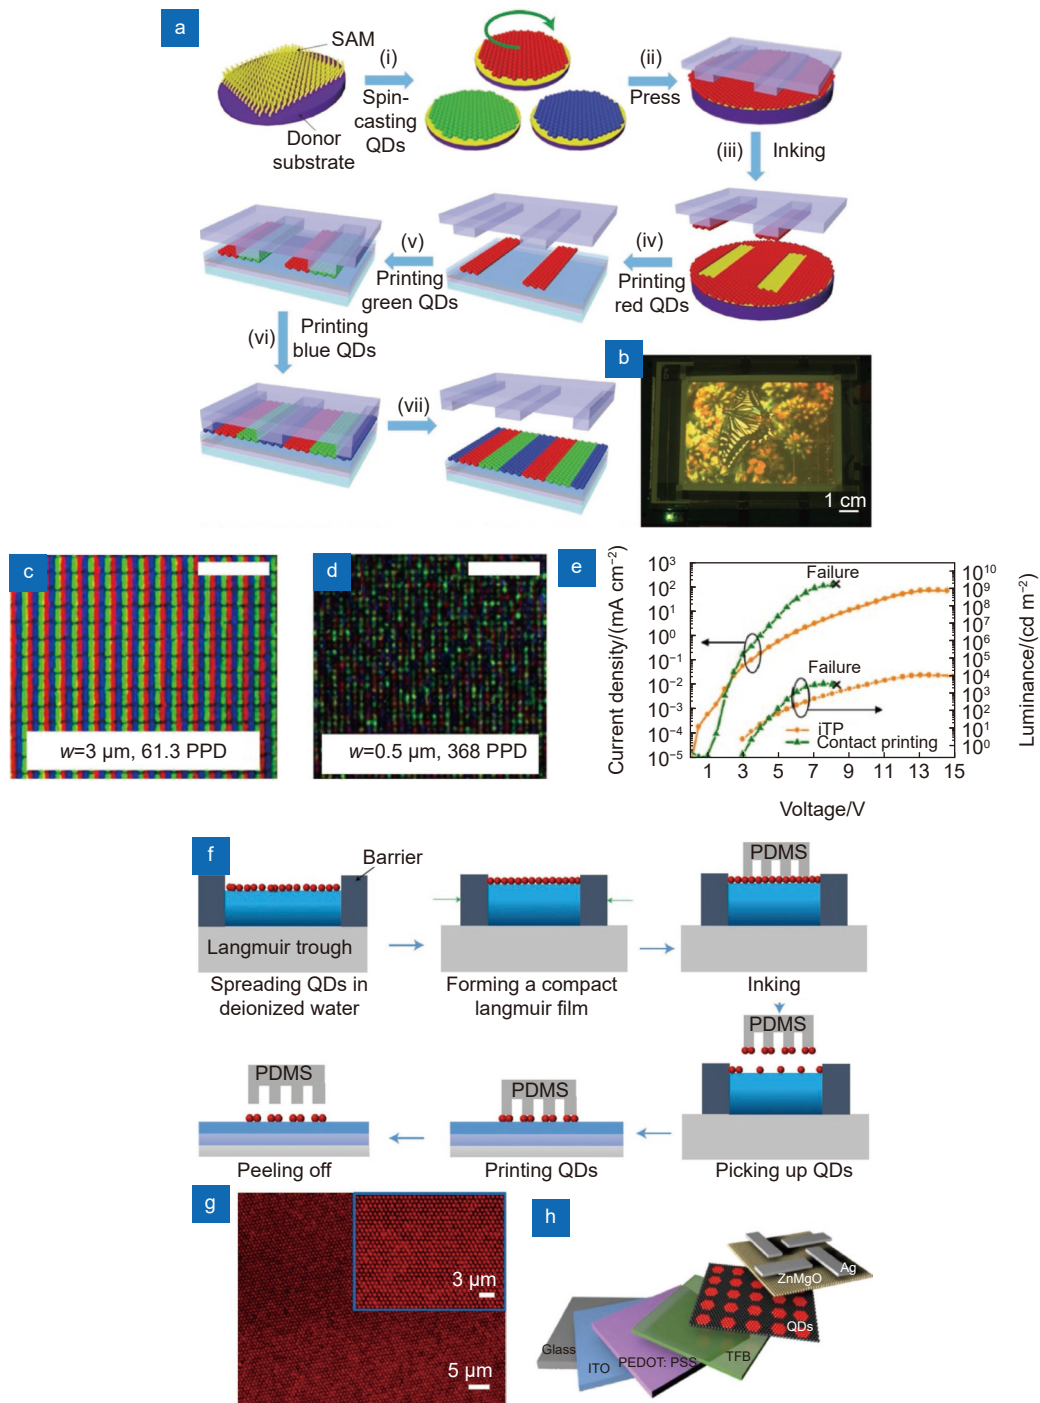 a
SAM
(i)
Spin-
casting
QDs
Donor
substrate
(ii)
Press
(iii)
Inking
(iv)
Printing
red QDs
(v)
Printing
green QDs
(vi)
Printing
blue QDs
(vii)
b
1 cm
c
w=3 μm, 61.3 PPD
d
w=0.5 μm, 368 PPD
e
Current density/(mA cm⁻²)
10³
10²
10¹
10⁰
10⁻¹
10⁻²
10⁻³
10⁻⁴
10⁻⁵
Failure
Failure
iTP
Contact printing
10¹⁰
10⁹
10⁸
10⁷
10⁶
10⁵
10⁴
10³
10²
10¹
10⁰
Luminance/(cd m⁻²)
1 3 5 7 9 11 13 15
Voltage/V
f
Barrier
Langmuir trough
Spreading QDs in
deionized water
Forming a compact
langmuir film
PDMS
Inking
PDMS
Picking up QDs
PDMS
Printing QDs
PDMS
Peeling off
g
3 μm
5 μm
h
Glass
ITO
PEDOT: PSS
TFB
QDs
ZnMgO
Ag